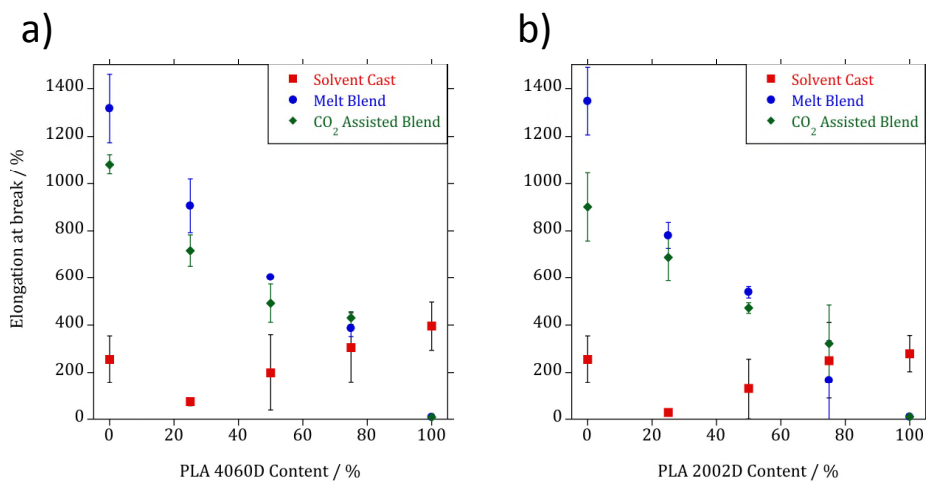 a)
Elongation at break / %
1400
1200
1000
800
600
400
200
0
Solvent Cast
Melt Blend
CO₂ Assisted Blend
0 20 40 60 80 100
PLA 4060D Content / %
b)
1400
1200
1000
800
600
400
200
0
Solvent Cast
Melt Blend
CO₂ Assisted Blend
0 20 40 60 80 100
PLA 2002D Content / %